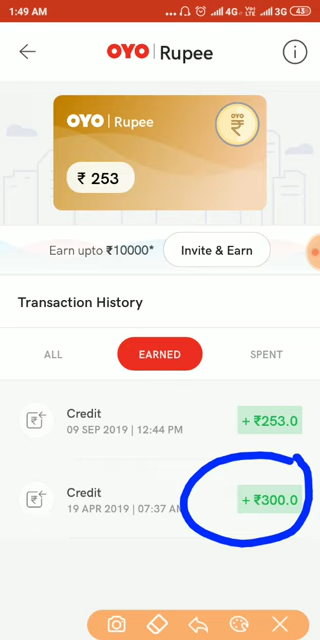 1:49 AM ... 4G VoLTE 3G 43
OYO Rupee
OYO Rupee
OYO
₹ 253
Earn upto ₹10000* Invite & Earn
Transaction History
ALL EARNED SPENT
Credit
+ ₹253.0
09 SEP 2019 | 12:44 PM
Credit
+ ₹300.0
19 APR 2019 | 07:37 AM